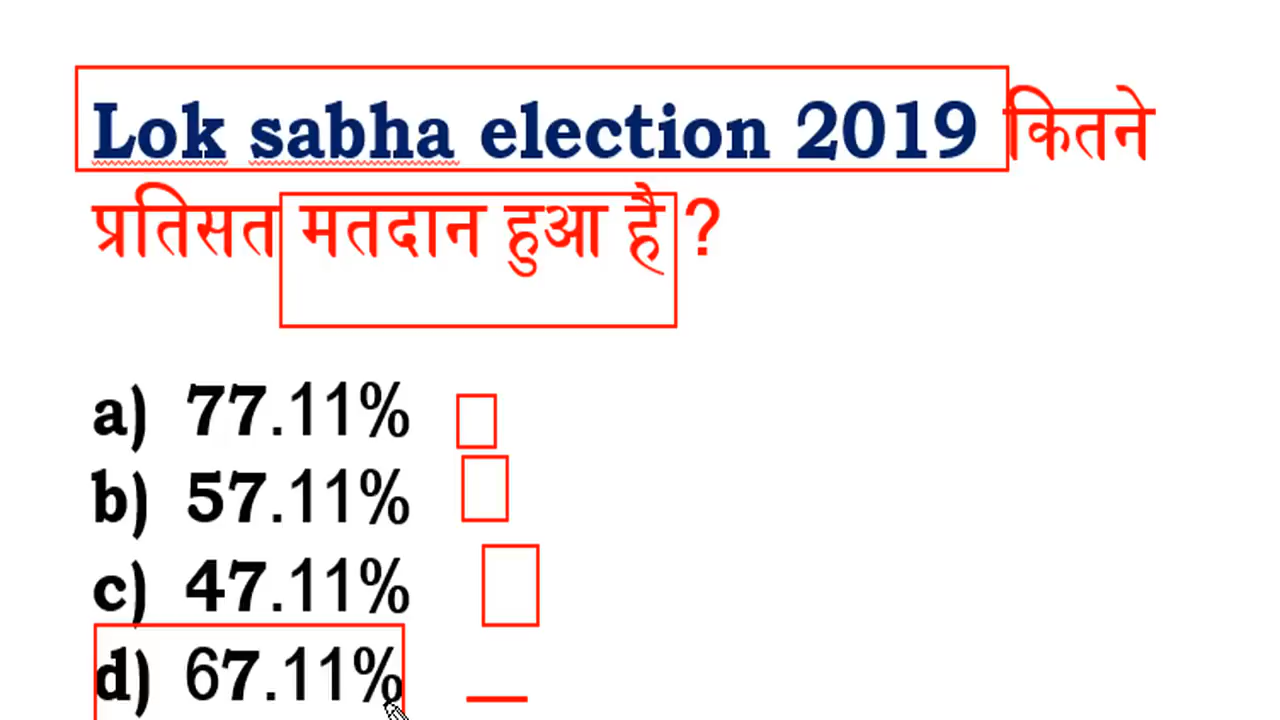 Lok sabha election 2019 कितने
प्रतिसत मतदान हुआ है ?
a) 77.11%
b) 57.11%
c) 47.11%
d) 67.11%